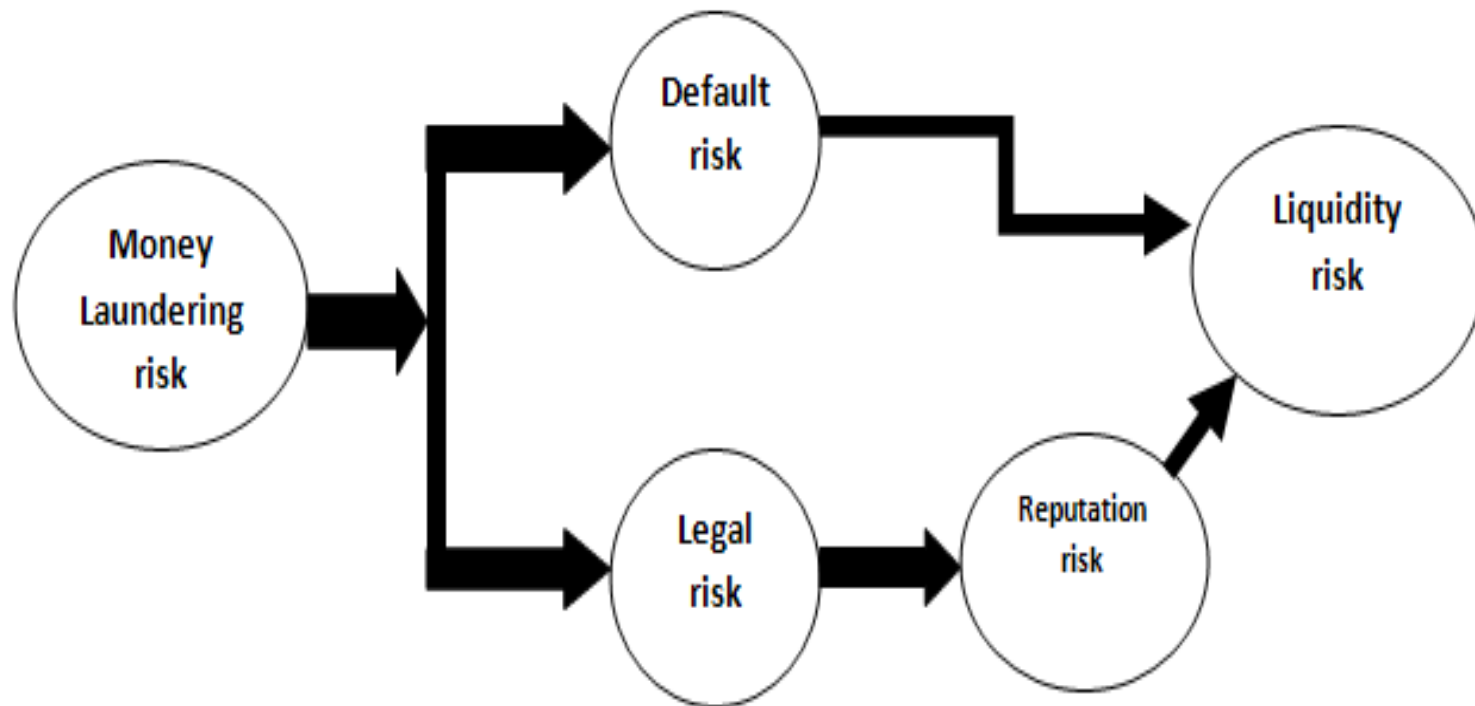 Money
Laundering
risk
Default
risk
Legal
risk
Reputation
risk
Liquidity
risk